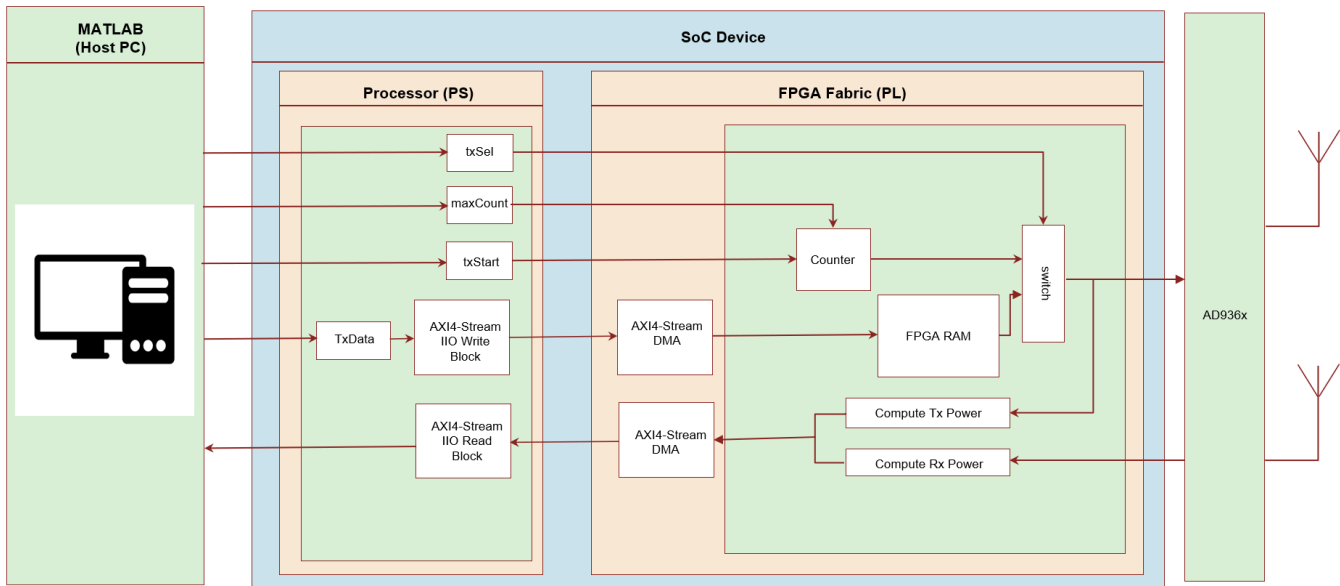 MATLAB
(Host PC)
SoC Device
Processor (PS)
FPGA Fabric (PL)
txSel
maxCount
txStart
Counter
switch
TxData
AXI4-Stream
IIO Write
Block
AXI4-Stream
DMA
FPGA RAM
AD936x
AXI4-Stream
IIO Read
Block
AXI4-Stream
DMA
Compute Tx Power
Compute Rx Power